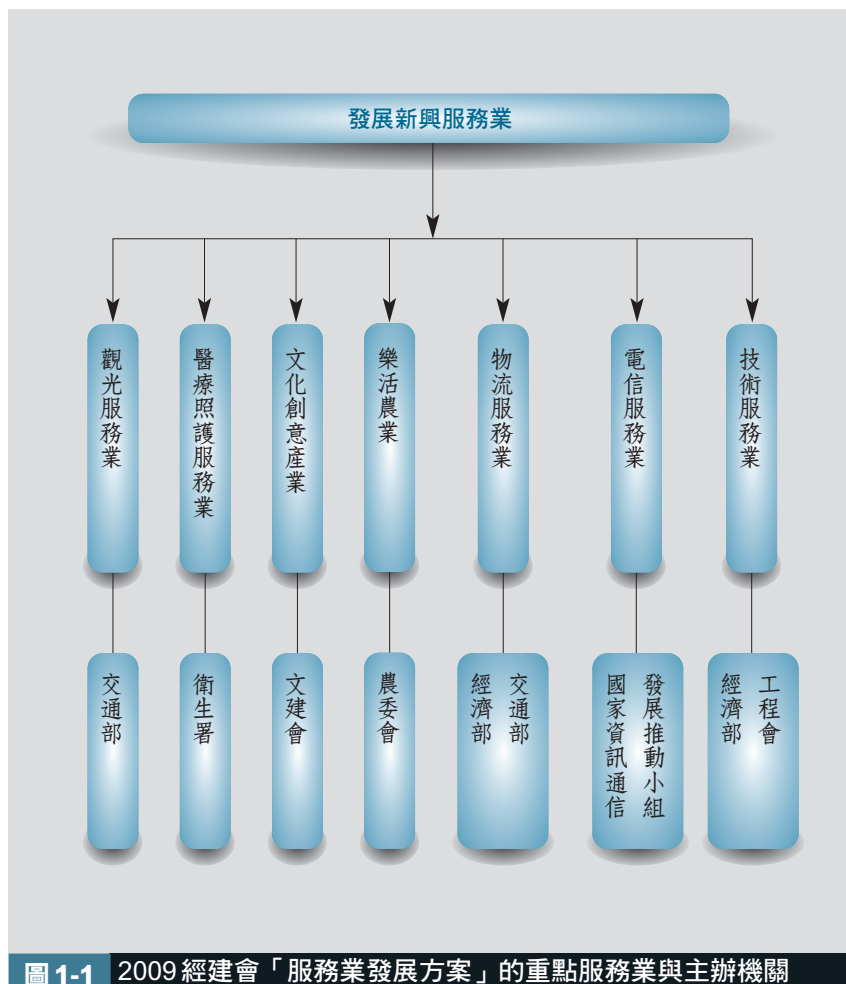 發展新興服務業
觀光服務業
醫療照護服務業
文化創意產業
樂活農業
物流服務業
電信服務業
技術服務業
交通部
衛生署
文建會
農委會
經濟部
交通部
國家資訊通信
發展推動小組
經濟部
工程會
圖 1-1 2009 經建會「服務業發展方案」的重點服務業與主辦機關